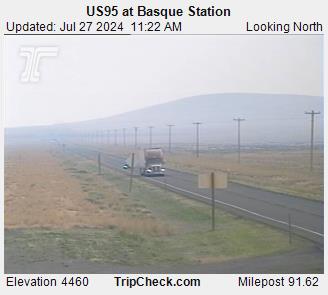 US95 at Basque Station
Updated: Jul 27 2024 11:22 AM Looking North
Elevation 4460 TripCheck.com Milepost 91.62